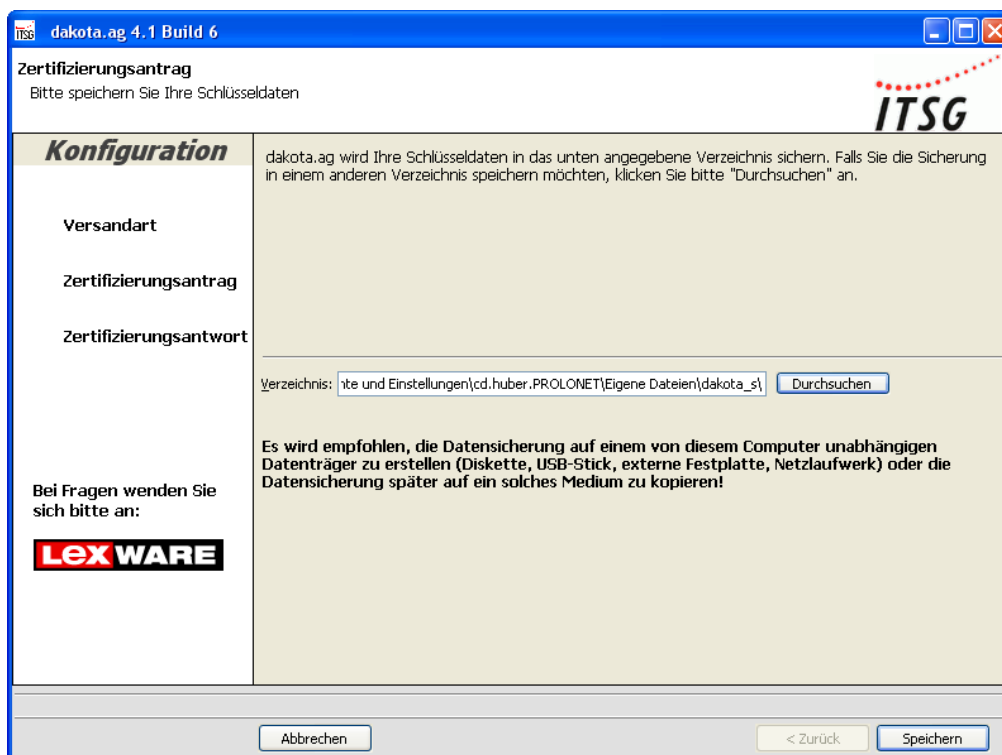 dakota.ag 4.1 Build 6
Zertifizierungsantrag
Bitte speichern Sie Ihre Schlüsseldaten
ITSG
Konfiguration
Versandart
Zertifizierungsantrag
Zertifizierungsantwort
Bei Fragen wenden Sie
sich bitte an:
LEXWARE
dakota.ag wird Ihre Schlüsseldaten in das unten angegebene Verzeichnis sichern. Falls Sie die Sicherung
in einem anderen Verzeichnis speichern möchten, klicken Sie bitte "Durchsuchen" an.
Verzeichnis: nte und Einstellungen\cd.huber.PROLONET\Eigene Dateien\dakota_s\ Durchsuchen
Es wird empfohlen, die Datensicherung auf einem von diesem Computer unabhängigen
Datenträger zu erstellen (Diskette, USB-Stick, externe Festplatte, Netzlaufwerk) oder die
Datensicherung später auf ein solches Medium zu kopieren!
Abbrechen < Zurück Speichern